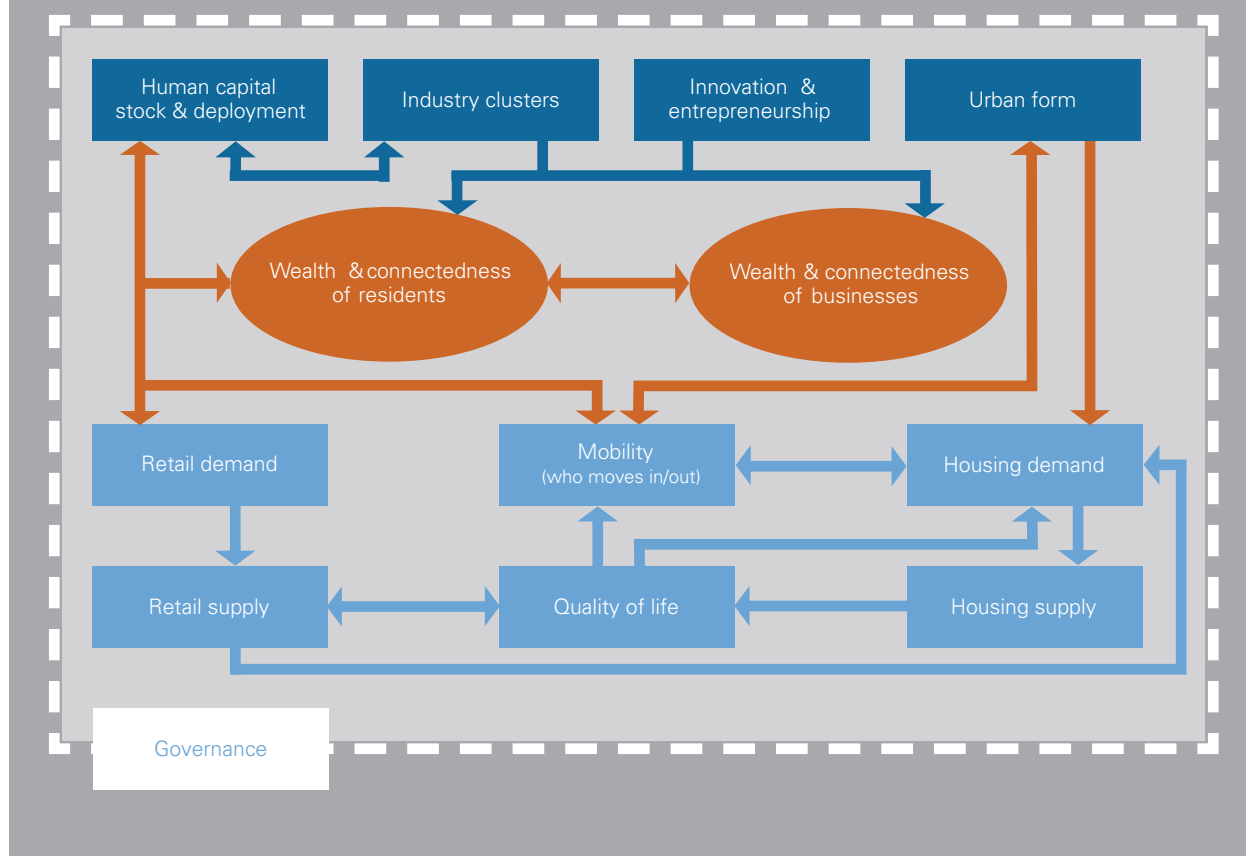 Human capital
stock & deployment
Industry clusters
Innovation &
entrepreneurship
Urban form
Wealth & connectedness
of residents
Wealth & connectedness
of businesses
Retail demand
Mobility
(who moves in/out)
Housing demand
Retail supply
Quality of life
Housing supply
Governance